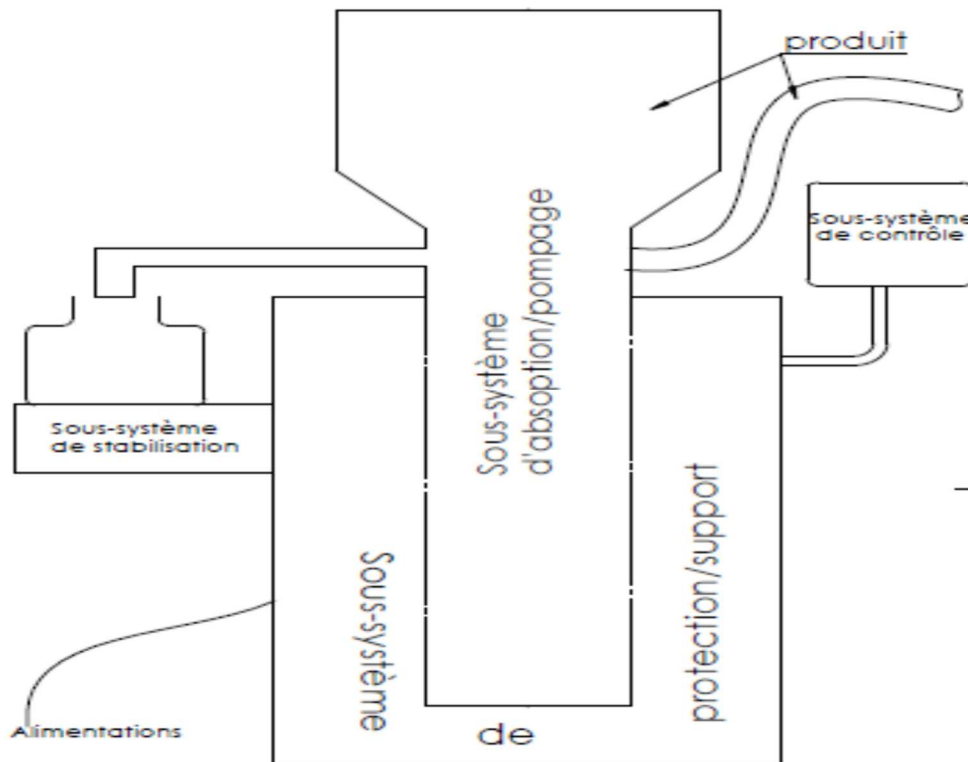 produit
Sous-système
de contrôle
Sous-système
d'absoption/pompage
Sous-système
de stabilisation
Sous-système
de
protection/support
Alimentations